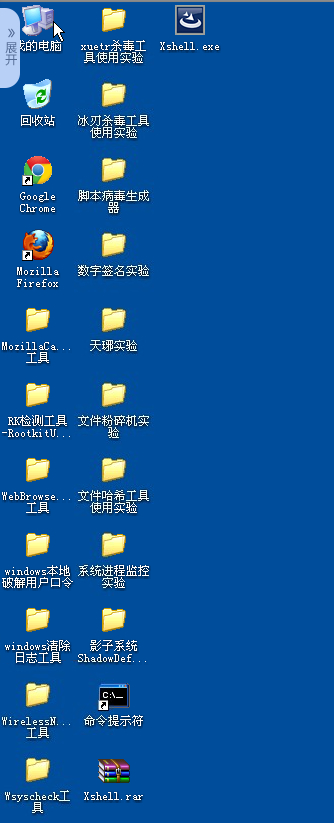 »
展开
我的电脑
回收站
Google
Chrome
Mozilla
Firefox
MozillaCa...
工具
RK检测工具
-RootkitU...
WebBrowse...
工具
windows本地
破解用户口令
windows清除
日志工具
WirelessN...
工具
Wsyscheck工
具
xuetr杀毒工
具使用实验
冰刃杀毒工具
使用实验
脚本病毒生成
器
数字签名实验
天琊实验
文件粉碎机实
验
文件哈希工具
使用实验
系统进程监控
实验
影子系统
ShadowDef...
C:\_
命令提示符
Xshell.rar
Xshell.exe